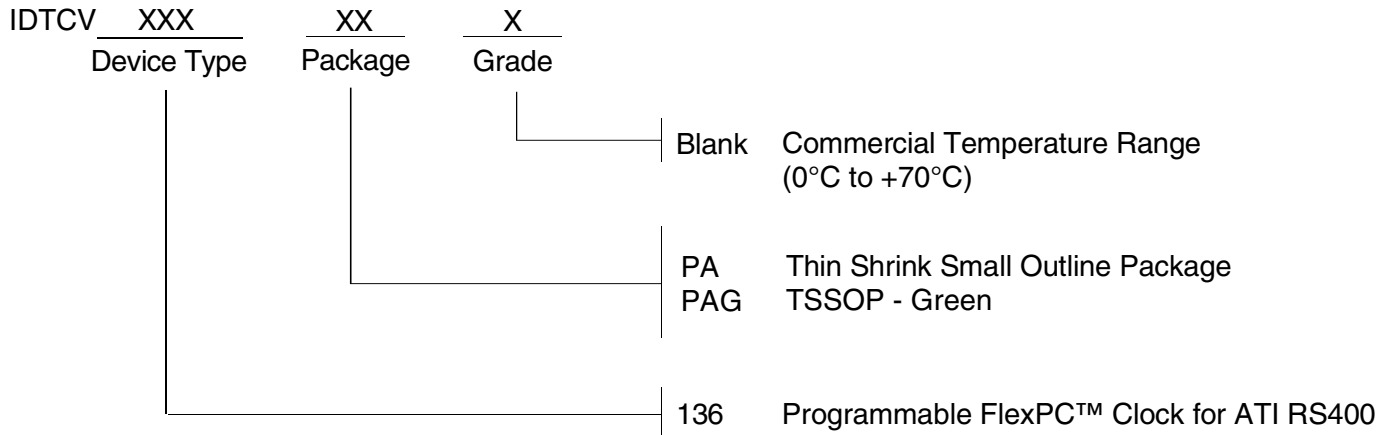 IDTCV XXX XX X
Device Type Package Grade
Blank Commercial Temperature Range
(0°C to +70°C)
PA Thin Shrink Small Outline Package
PAG TSSOP - Green
136 Programmable FlexPC™ Clock for ATI RS400